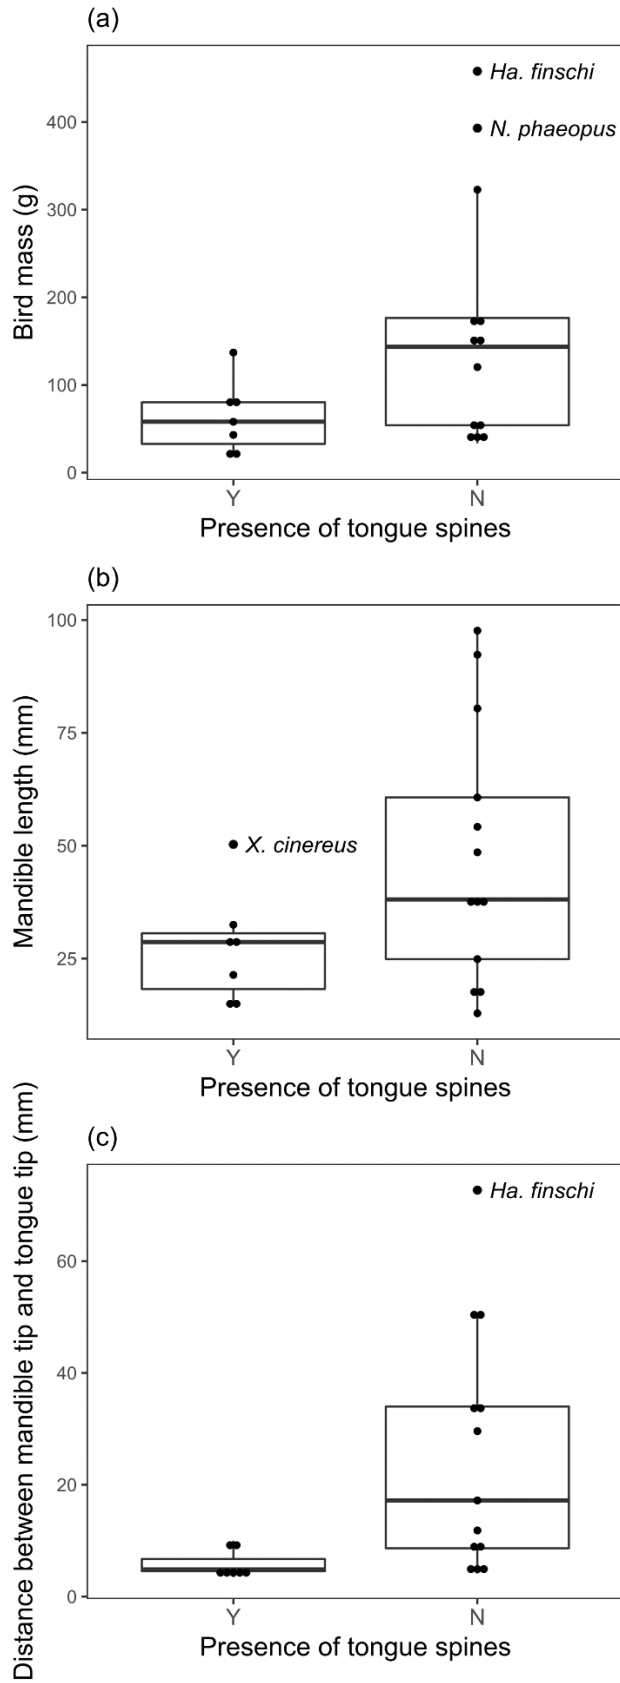 (a)
Bird mass (g)
400
300
200
100
0
Ha. finschi
N. phaeopus
Y
N
Presence of tongue spines
(b)
Mandible length (mm)
100
75
50
25
X. cinereus
Y
N
Presence of tongue spines
(c)
Distance between mandible tip and tongue tip (mm)
60
40
20
0
Ha. finschi
Y
N
Presence of tongue spines